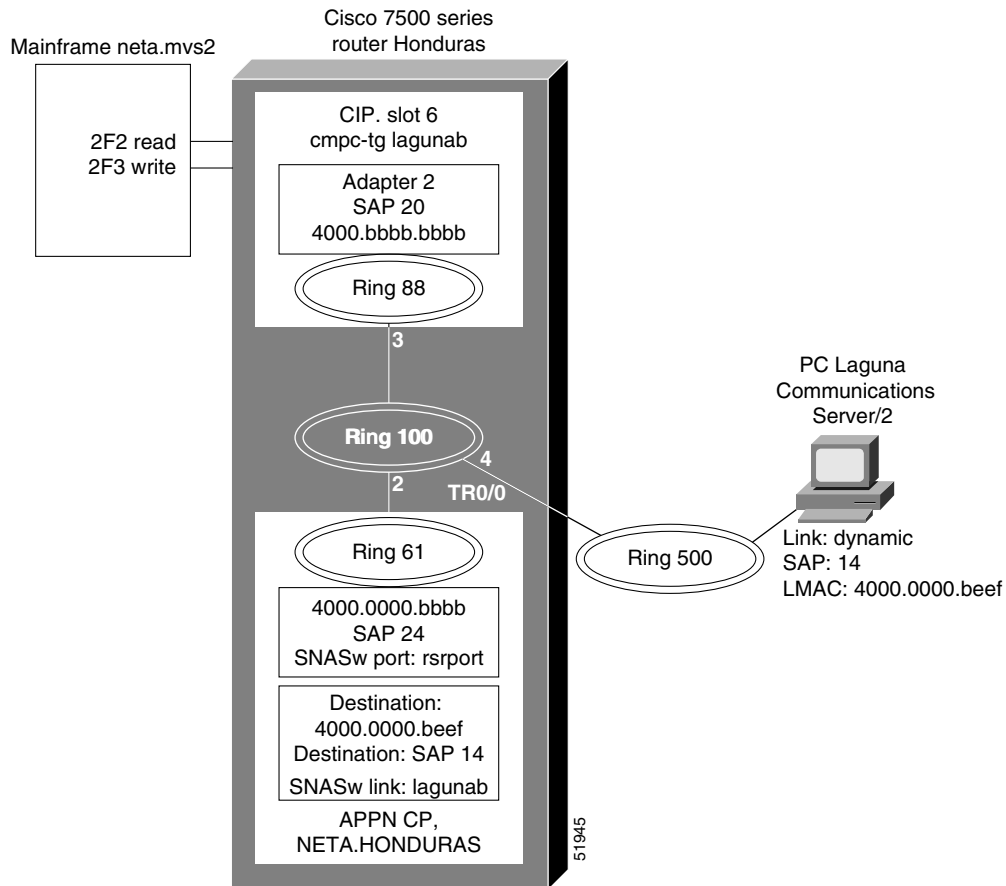 Cisco 7500 series
router Honduras
Mainframe neta.mvs2
2F2 read
2F3 write
CIP. slot 6
cmpc-tg lagunab
Adapter 2
SAP 20
4000.bbbb.bbbb
Ring 88
3
Ring 100
4
2
TR0/0
PC Laguna
Communications
Server/2
Link: dynamic
SAP: 14
LMAC: 4000.0000.beef
Ring 500
Ring 61
4000.0000.bbbb
SAP 24
SNASw port: rsrport
Destination:
4000.0000.beef
Destination: SAP 14
SNASw link: lagunab
APPN CP,
NETA.HONDURAS
51945